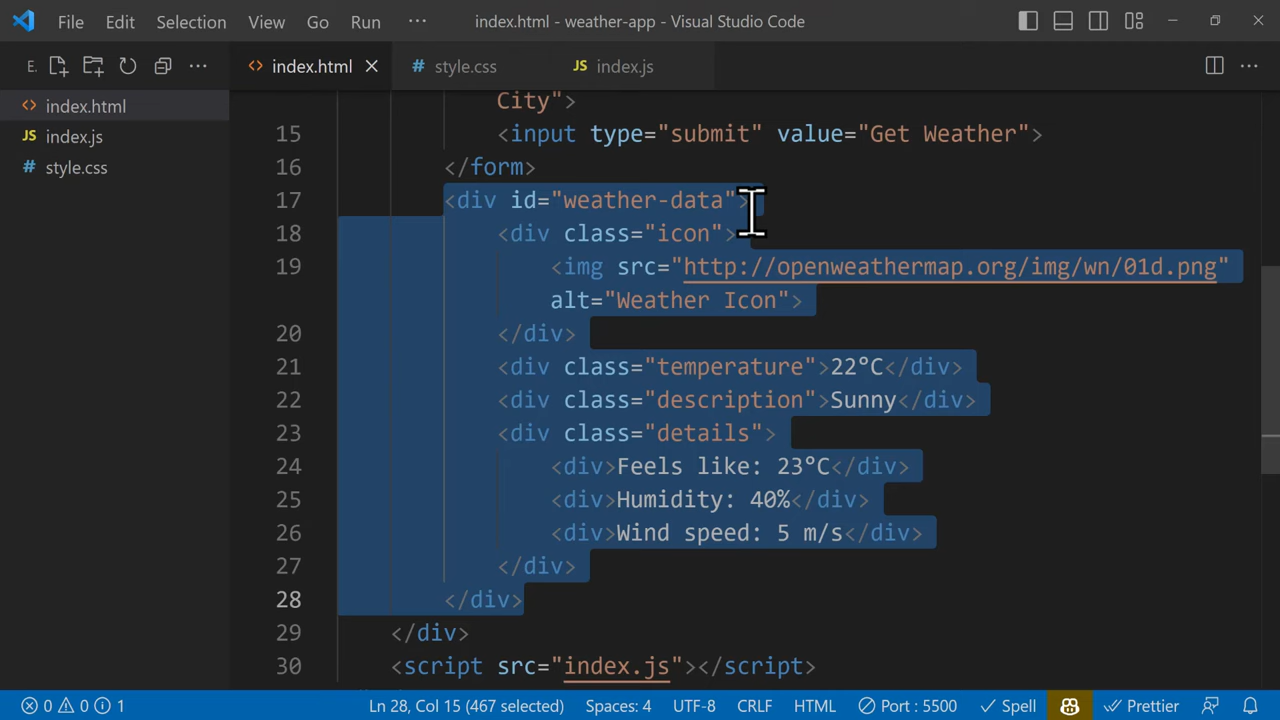 File Edit Selection View Go Run ··· index.html - weather-app - Visual Studio Code
E. ··· index.html style.css JS index.js ···
index.html
JS index.js
style.css
City">
15 <input type="submit" value="Get Weather">
16 </form>
17 <div id="weather-data">
18 <div class="icon">
19 <img src="http://openweathermap.org/img/wn/01d.png"
alt="Weather Icon">
20 </div>
21 <div class="temperature">22°C</div>
22 <div class="description">Sunny</div>
23 <div class="details">
24 <div>Feels like: 23°C</div>
25 <div>Humidity: 40%</div>
26 <div>Wind speed: 5 m/s</div>
27 </div>
28 </div>
29 </div>
30 <script src="index.js"></script>
0 0 1 Ln 28, Col 15 (467 selected) Spaces: 4 UTF-8 CRLF HTML Port : 5500 Spell Prettier